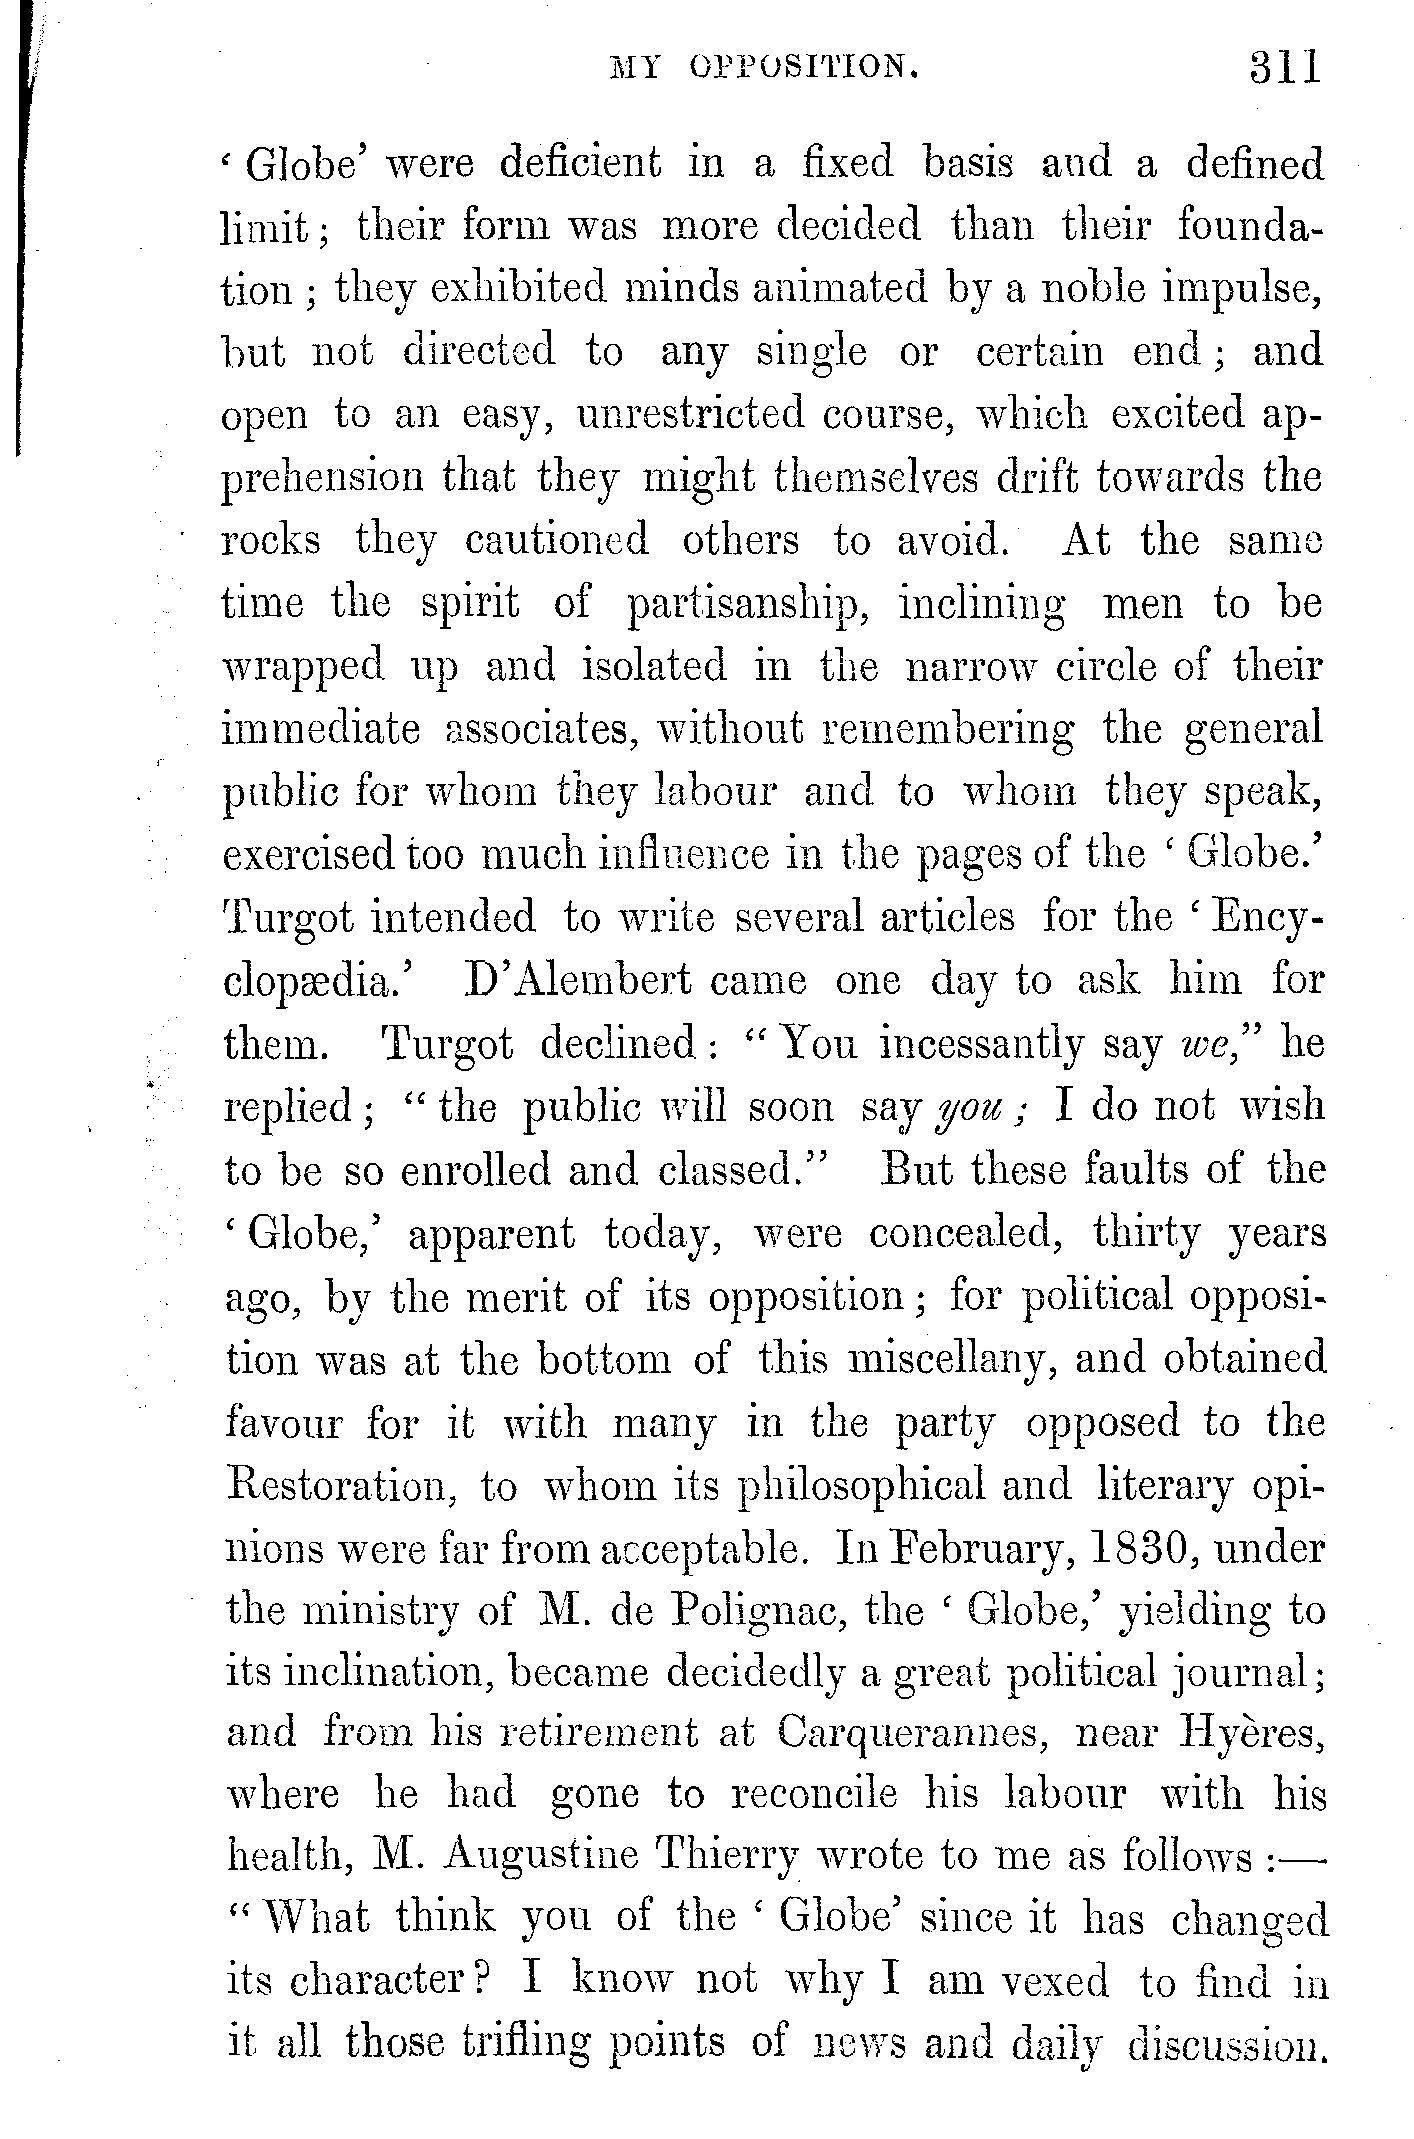 MY OPPOSITION. 311
‘Globe’ were deficient in a fixed basis and a defined
limit; their form was more decided than their founda-
tion; they exhibited minds animated by a noble impulse,
but not directed to any single or certain end; and
open to an easy, unrestricted course, which excited ap-
prehension that they might themselves drift towards the
rocks they cautioned others to avoid. At the same
time the spirit of partisanship, inclining men to be
wrapped up and isolated in the narrow circle of their
immediate associates, without remembering the general
public for whom they labour and to whom they speak,
exercised too much influence in the pages of the ‘Globe.’
Turgot intended to write several articles for the ‘Ency-
clopædia.’ D’Alembert came one day to ask him for
them. Turgot declined: “You incessantly say we,” he
replied; “the public will soon say you; I do not wish
to be so enrolled and classed.” But these faults of the
‘Globe,’ apparent today, were concealed, thirty years
ago, by the merit of its opposition; for political opposi-
tion was at the bottom of this miscellany, and obtained
favour for it with many in the party opposed to the
Restoration, to whom its philosophical and literary opi-
nions were far from acceptable. In February, 1830, under
the ministry of M. de Polignac, the ‘Globe,’ yielding to
its inclination, became decidedly a great political journal;
and from his retirement at Carquerannes, near Hyères,
where he had gone to reconcile his labour with his
health, M. Augustine Thierry wrote to me as follows:—
“What think you of the ‘Globe’ since it has changed
its character? I know not why I am vexed to find in
it all those trifling points of news and daily discussion.